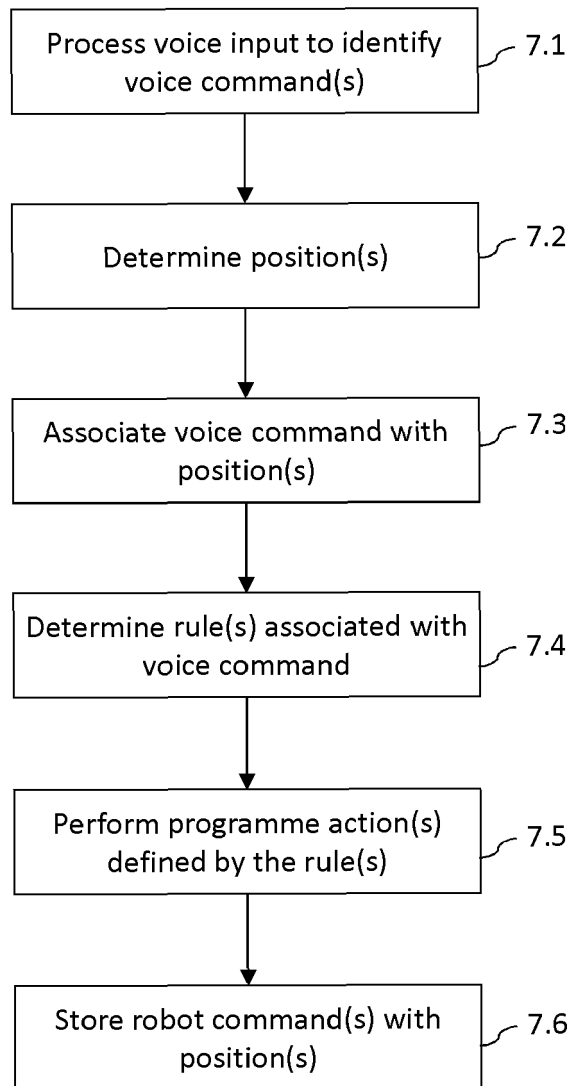 Process voice input to identify
voice command(s)
7.1
Determine position(s)
7.2
Associate voice command with
position(s)
7.3
Determine rule(s) associated with
voice command
7.4
Perform programme action(s)
defined by the rule(s)
7.5
Store robot command(s) with
position(s)
7.6